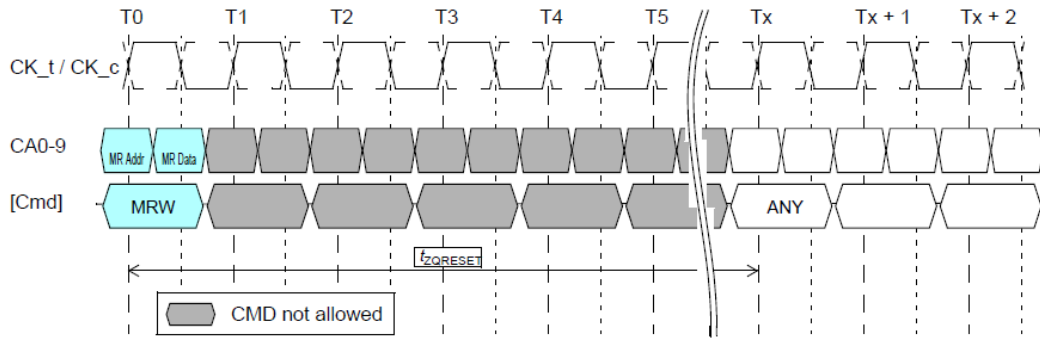 T0 T1 T2 T3 T4 T5 Tx Tx + 1 Tx + 2
CK_t / CK_c
CA0-9 MR Addr MR Data
[Cmd] MRW ANY
tZQRESET
CMD not allowed